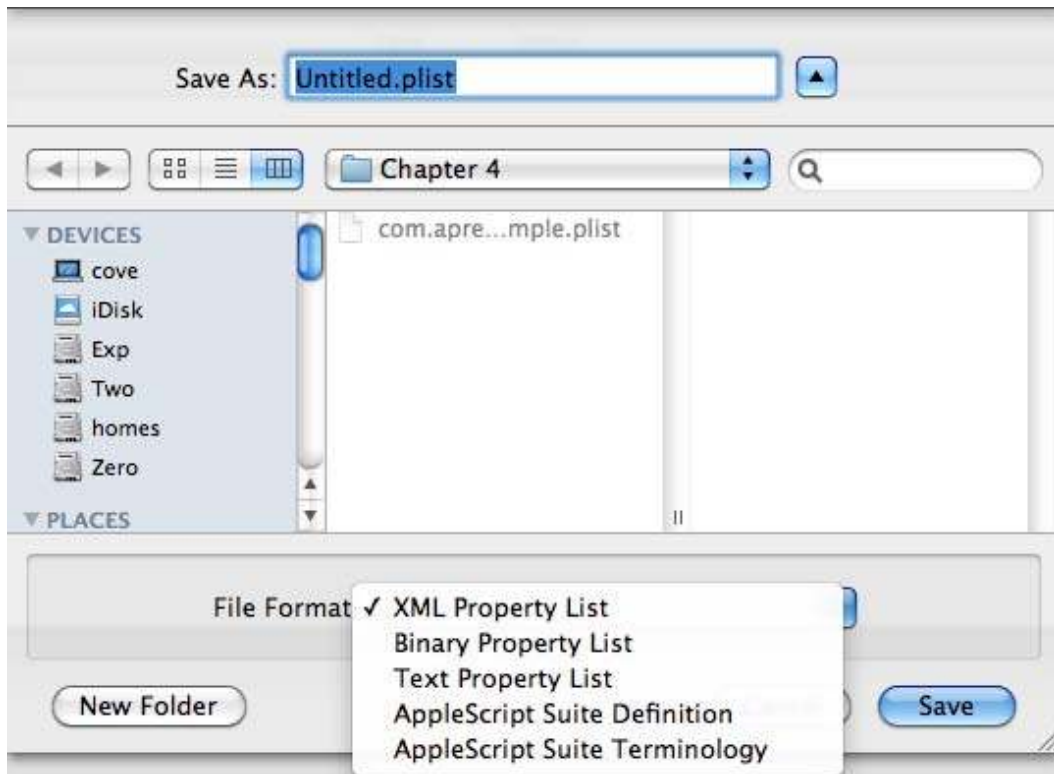 Save As: Untitled.plist
Chapter 4
DEVICES
cove
iDisk
Exp
Two
homes
Zero
PLACES
com.apre...mple.plist
File Format
✓ XML Property List
Binary Property List
Text Property List
AppleScript Suite Definition
AppleScript Suite Terminology
New Folder
Save